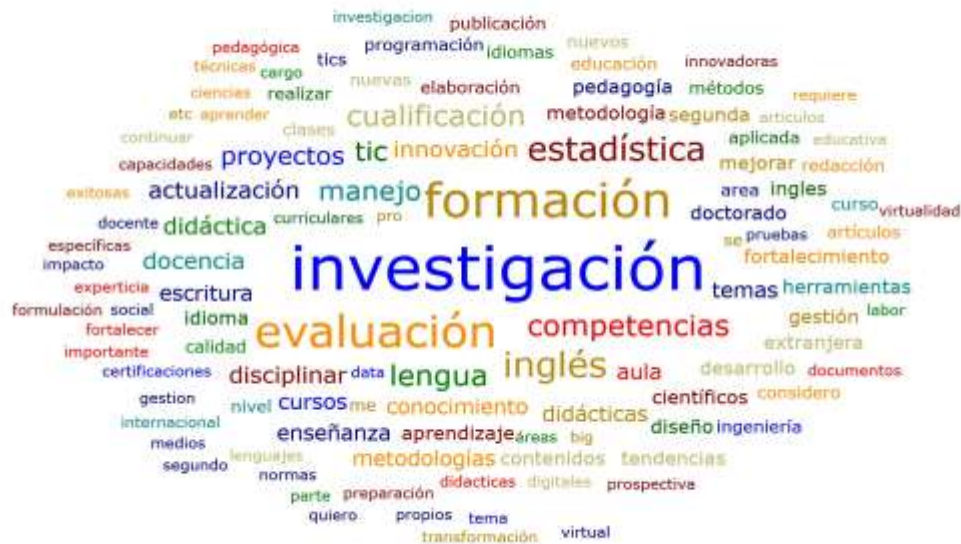 investigacion publicación
pedagógica programación idiomas nuevos
técnicas cargo tics educación innovadoras
ciencias realizar nuevas elaboración pedagogía métodos requiere
etc aprender clases cualificación metodología segunda articulos
continuar proyectos tic innovación estadística aplicada educativa
capacidades mejorar redacción
exitosas actualización manejo formación area ingles
docente didáctica curriculares pro doctorado curso virtualidad
específicas se pruebas artículos
impacto docencia investigación fortalecimiento
experticia escritura temas herramientas
formulación social idioma gestión labor
fortalecer evaluación competencias extranjera
importante calidad inglés
certificaciones disciplinar data lengua aula desarrollo documentos
gestion nivel cursos me conocimiento didácticas científicos considero
internacional enseñanza aprendizaje áreas big diseño ingeniería
medios lenguajes metodologías contenidos tendencias
segundo normas didacticas digitales prospectiva
parte preparación
quiero propios tema virtual
transformación